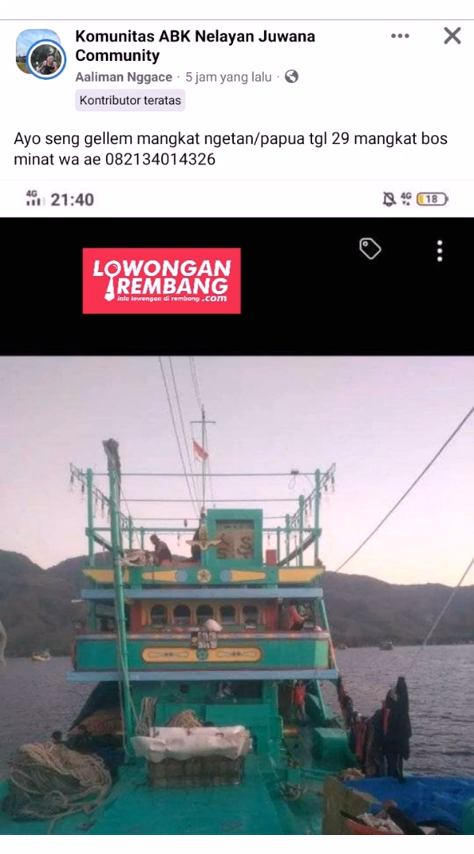 Komunitas ABK Nelayan Juwana
Community
Aaliman Nggace · 5 jam yang lalu ·
Kontributor teratas
Ayo seng gellem mangkat ngetan/papua tgl 29 mangkat bos
minat wa ae 082134014326
4G 21:40 4G 18
LOWONGAN
REMBANG
info lowongan di rembang .com